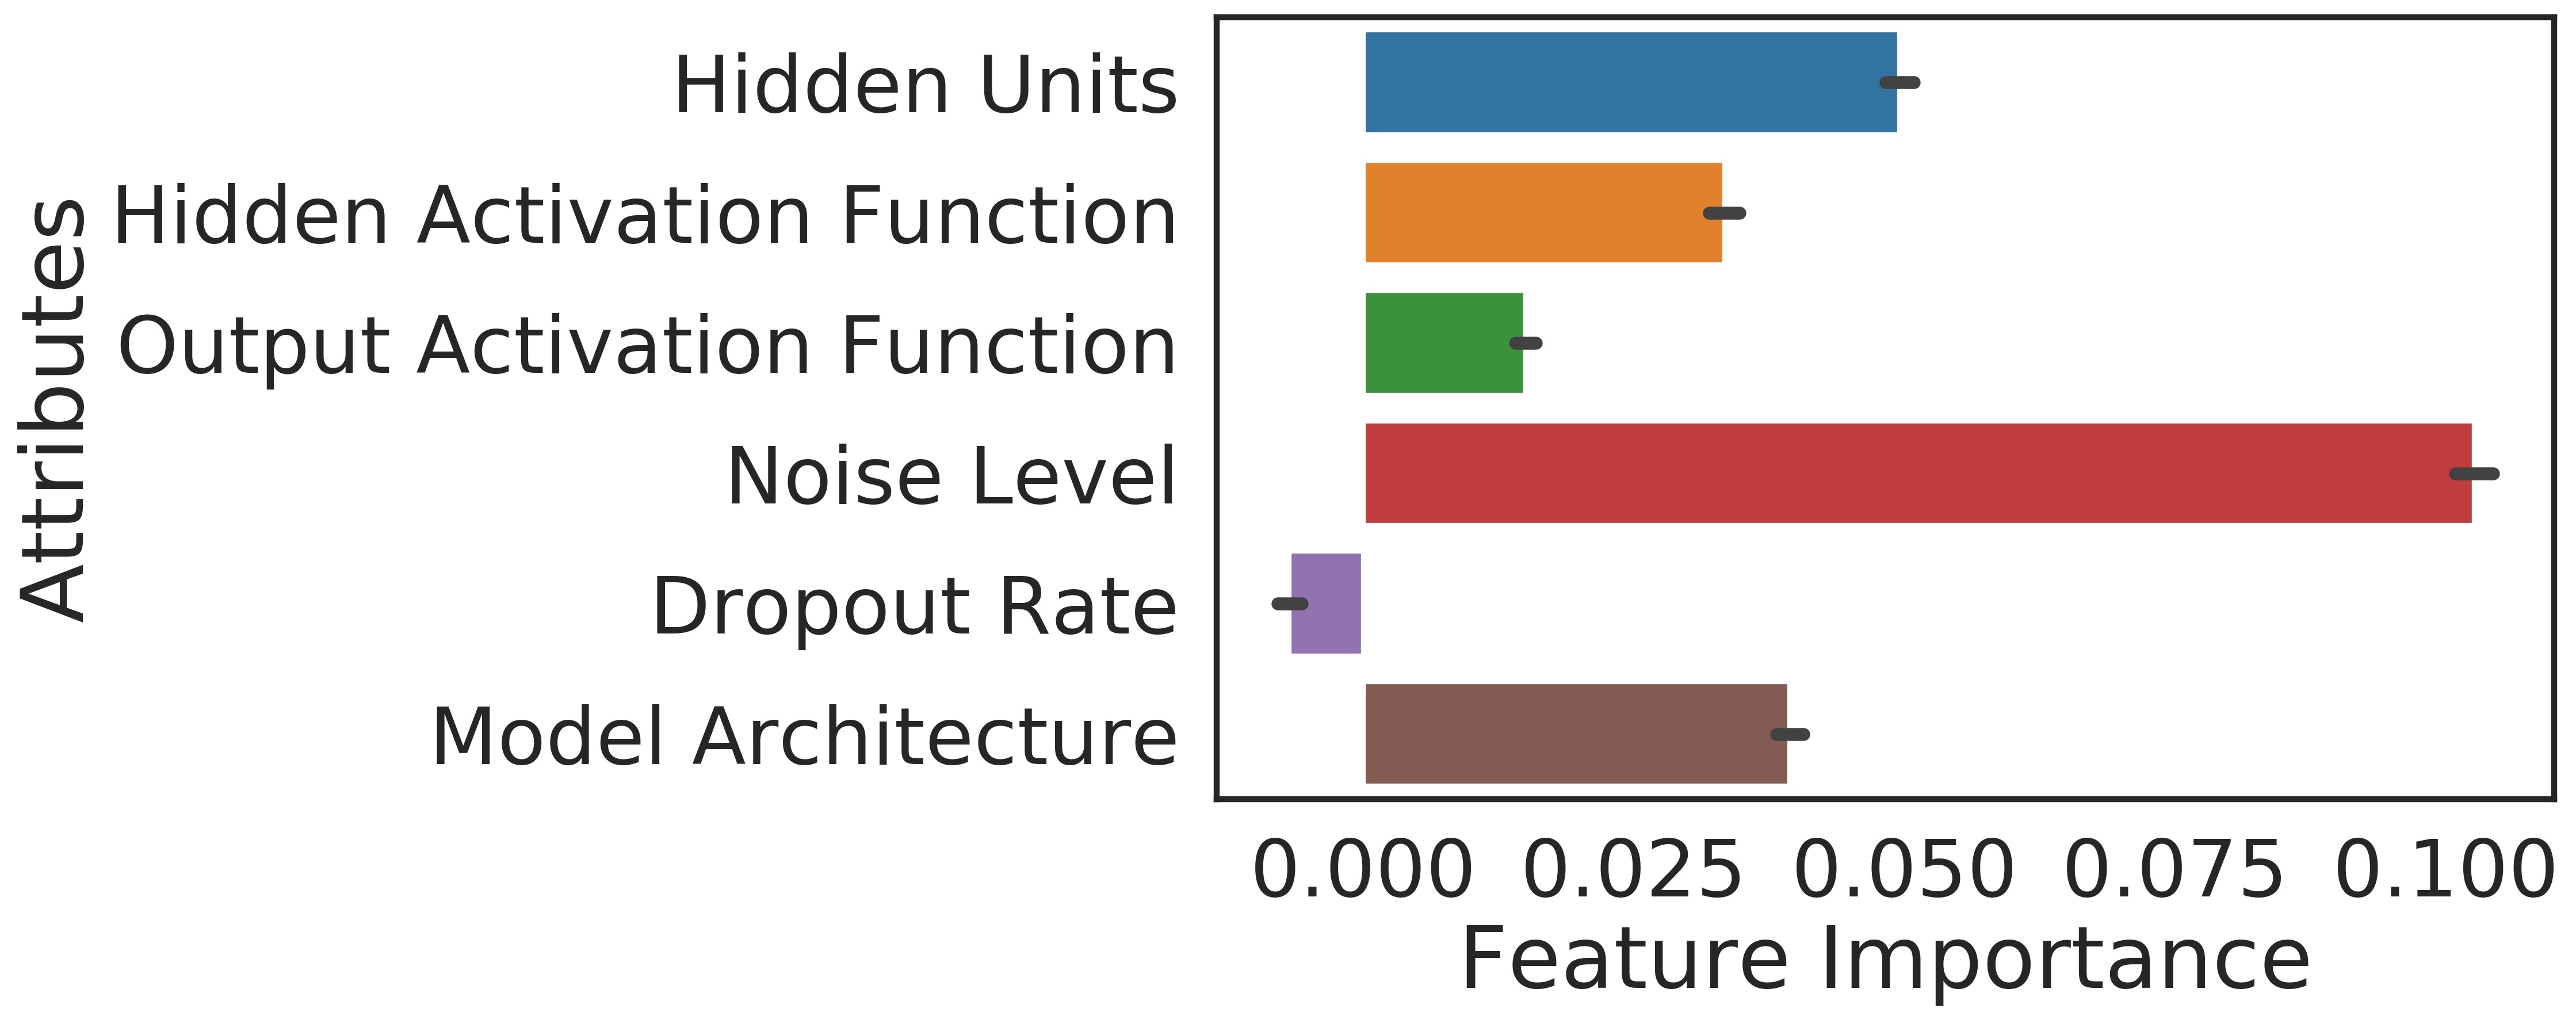 Attributes
Hidden Units
Hidden Activation Function
Output Activation Function
Noise Level
Dropout Rate
Model Architecture
0.000 0.025 0.050 0.075 0.100
Feature Importance